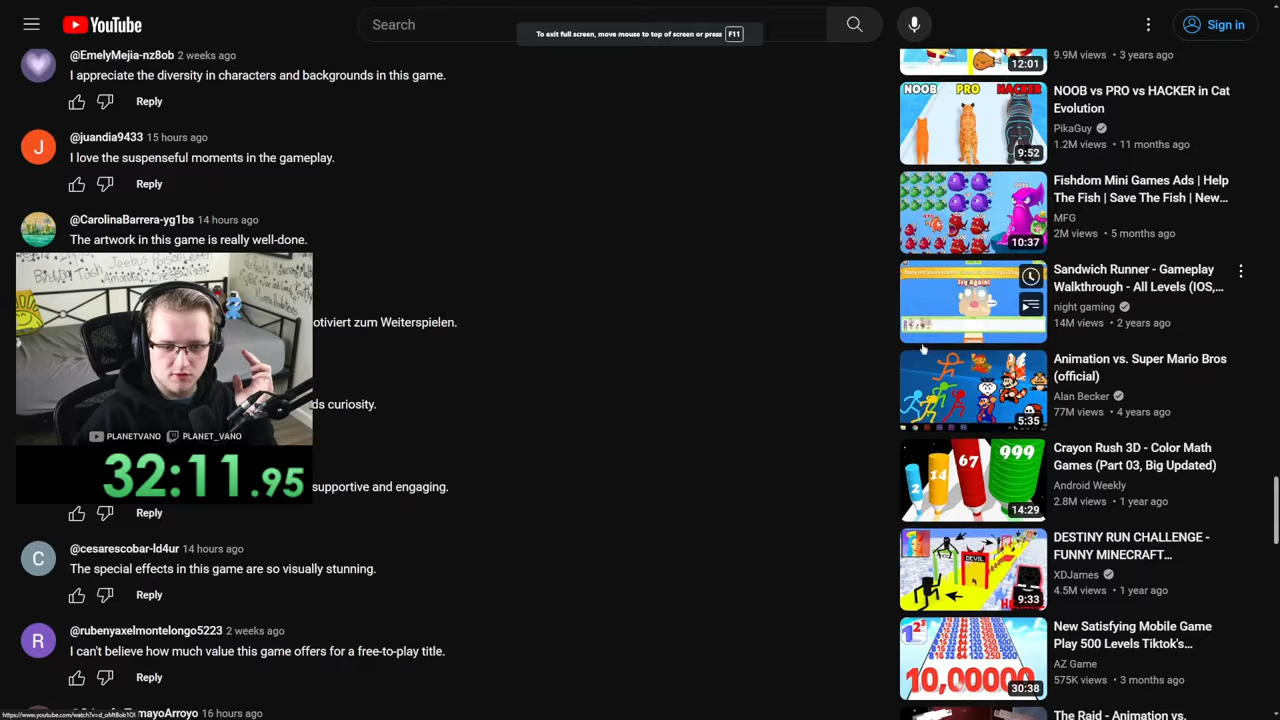 YouTube
Search
To exit full screen, move mouse to top of screen or press F11
Sign in
@EmelyMejia-nz8ob 2 weeks ago
I appreciate the diversity in characters and backgrounds in this game.
Reply
J
@juandia9433 15 hours ago
I love the suspenseful moments in the gameplay.
Reply
@CarolinaBarrera-yg1bs 14 hours ago
The artwork in this game is really well-done.
otiviert zum Weiterspielen.
ds curiosity.
PLANETVANO PLANET_VANO
32:11.95
supportive and engaging.
Reply
C
@cesarescobar-ld4ur 14 hours ago
The special effects in this game are so visually stunning.
Reply
R
@rubenyaxelmontelongo5223 2 weeks ago
I can't believe how much value this game offers for a free-to-play title.
Reply
TamayoArroyo 16 hours ago
12:01
9.9M views • 3 years ago
NOOB PRO HACKER
9:52
NOOB vs PRO vs HACKER in Cat
Evolution
PikaGuy
1.2M views • 11 months ago
10:37
Fishdom Mini Games Ads | Help
The Fish | Save The Fish | New...
MFG
2M views • 5 months ago
Try Again!
Sandwich Runner - Gameplay
Walkthrough - All Levels (IOS,...
night gaming
14M views • 2 years ago
5:35
Animation vs. Super Mario Bros
(official)
Alan Becker
77M views • 4 years ago
2 14 67 999
14:29
Crayon Rush 3D - Color Math
Games (Part 03, Big Updated)
Android Weekly
2.8M views • 1 year ago
DEVIL
9:33
DESTINY RUN CHALLENGE -
FUNNY MINECRAFT...
XDJames
4.5M views • 1 year ago
123
10,00000
30:38
New Satisfying Mobile Game
Play 500 Levels Tiktok's...
AZ Game
575K views • 3 months ago
The Raid - Animation vs.